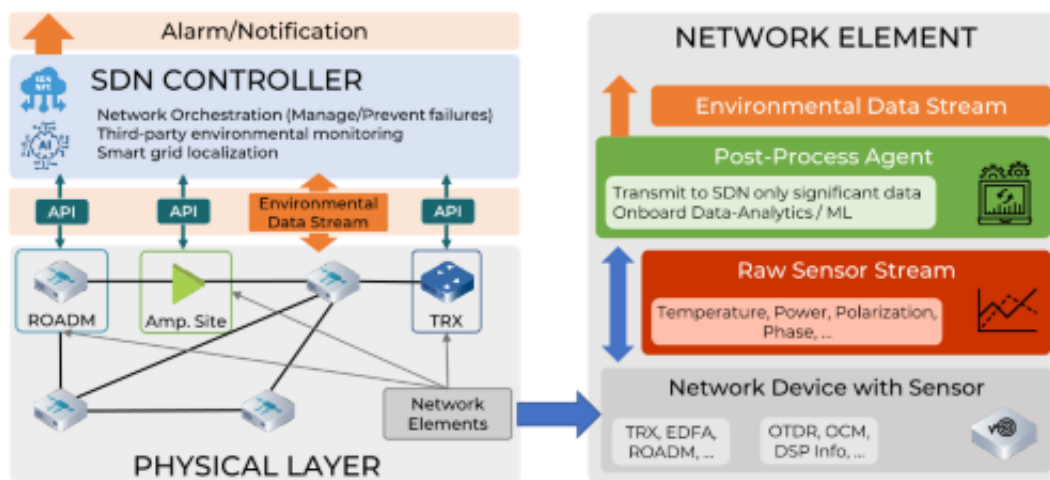 Alarm/Notification
SDN CONTROLLER
SDN
NFV
AI
Network Orchestration (Manage/Prevent failures)
Third-party environmental monitoring
Smart grid localization
API
API
Environmental
Data Stream
API
ROADM
Amp. Site
TRX
Network
Elements
PHYSICAL LAYER
NETWORK ELEMENT
Environmental Data Stream
Post-Process Agent
Transmit to SDN only significant data
Onboard Data-Analytics / ML
Raw Sensor Stream
Temperature, Power, Polarization,
Phase, ...
Network Device with Sensor
TRX, EDFA,
ROADM, ...
OTDR, OCM,
DSP Info, ...